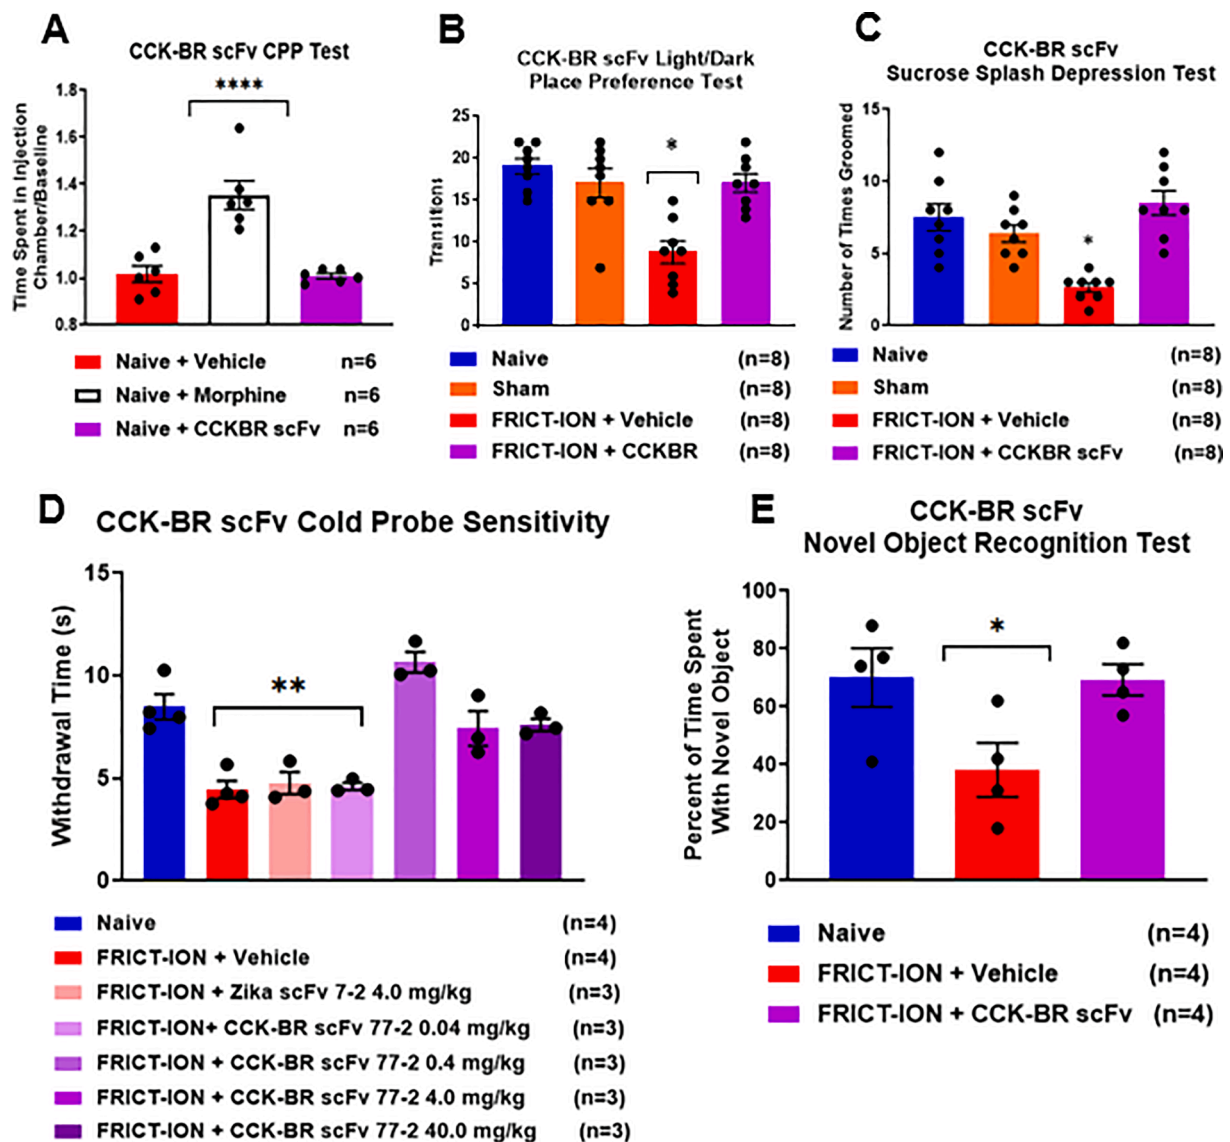 A
CCK-BR scFv CPP Test
****
Time Spent in Injection
Chamber/Baseline
1.8
1.6
1.4
1.2
1.0
0.8
Naive + Vehicle n=6
Naive + Morphine n=6
Naive + CCKBR scFv n=6
B
CCK-BR scFv Light/Dark
Place Preference Test
*
Transitions
25
20
15
10
5
0
Naive (n=8)
Sham (n=8)
FRICT-ION + Vehicle (n=8)
FRICT-ION + CCKBR (n=8)
C
CCK-BR scFv
Sucrose Splash Depression Test
*
Number of Times Groomed
15
10
5
0
Naive (n=8)
Sham (n=8)
FRICT-ION + Vehicle (n=8)
FRICT-ION + CCKBR scFv (n=8)
D
CCK-BR scFv Cold Probe Sensitivity
**
Withdrawal Time (s)
15
10
5
0
Naive (n=4)
FRICT-ION + Vehicle (n=4)
FRICT-ION + Zika scFv 7-2 4.0 mg/kg (n=3)
FRICT-ION+ CCK-BR scFv 77-2 0.04 mg/kg (n=3)
FRICT-ION + CCK-BR scFv 77-2 0.4 mg/kg (n=3)
FRICT-ION + CCK-BR scFv 77-2 4.0 mg/kg (n=3)
FRICT-ION + CCK-BR scFv 77-2 40.0 mg/kg (n=3)
E
CCK-BR scFv
Novel Object Recognition Test
*
Percent of Time Spent
With Novel Object
100
80
60
40
20
0
Naive (n=4)
FRICT-ION + Vehicle (n=4)
FRICT-ION + CCK-BR scFv (n=4)